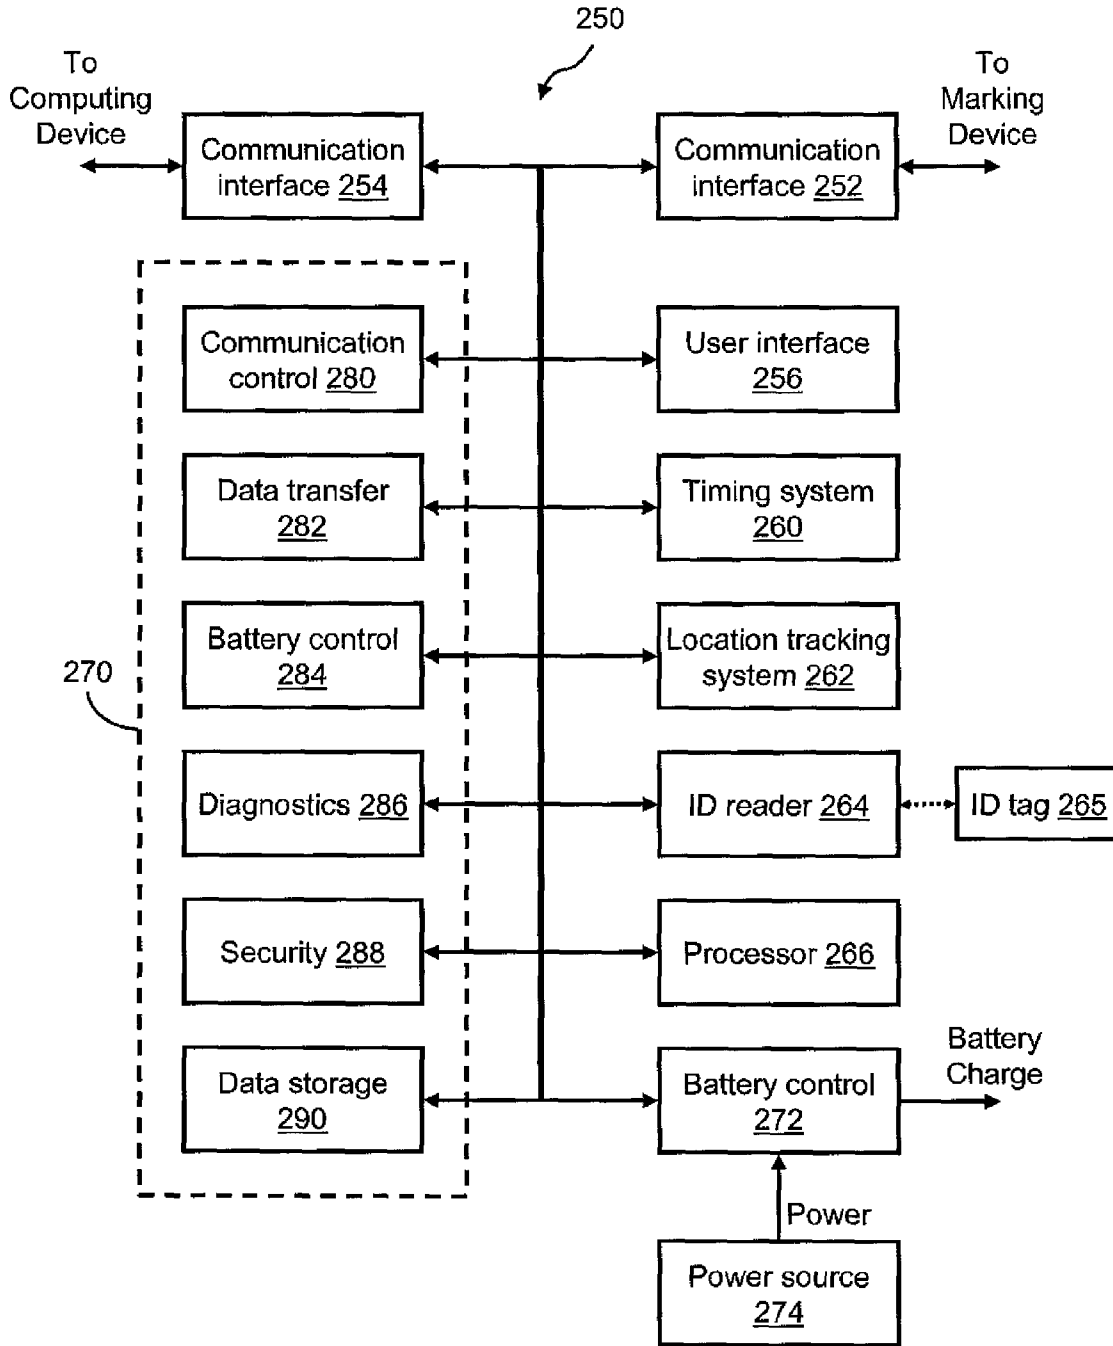 250
To
Computing
Device
To
Marking
Device
Communication
interface 254
Communication
interface 252
Communication
control 280
User interface
256
Data transfer
282
Timing system
260
Battery control
284
Location tracking
system 262
270
Diagnostics 286
ID reader 264
ID tag 265
Security 288
Processor 266
Data storage
290
Battery control
272
Battery
Charge
Power
Power source
274